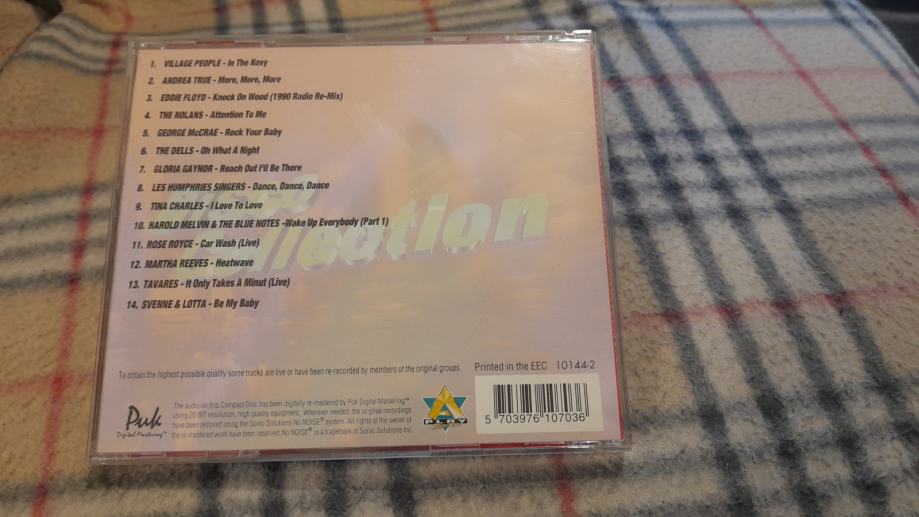 1. VILLAGE PEOPLE - In The Navy
2. ANDREA TRUE - More, More, More
3. EDDIE FLOYD - Knock On Wood (1990 Radio Re-Mix)
4. THE NOLANS - Attention To Me
5. GEORGE McCRAE - Rock Your Baby
6. THE DELLS - Oh What A Night
7. GLORIA GAYNOR - Reach Out I'll Be There
8. LES HUMPHRIES SINGERS - Dance, Dance, Dance
9. TINA CHARLES - I Love To Love
10. HAROLD MELVIN & THE BLUE NOTES -Wake Up Everybody (Part 1)
11. ROSE ROYCE - Car Wash (Live)
12. MARTHA REEVES - Heatwave
13. TAVARES - It Only Takes A Minut (Live)
14. SVENNE & LOTTA - Be My Baby
Collection
To obtain the highest possible quality some tracks are live or have been re-recorded by members of the original groups.
Printed in the EEC 10144-2
Puk
Digital Mastering™
The audio on this Compact Disc has been digitally re-mastered by Puk Digital Mastering™
using 20 BIT resolution, high quality equipment. Wherever needed, the original recordings
have been restored using the Sonic Solutions No NOISE® system. All rights of the owner of
the re-mastered work have been reserved,No NOISE® is a trademark of Sonic Solutions Inc.
PLAY
5 703976 107036